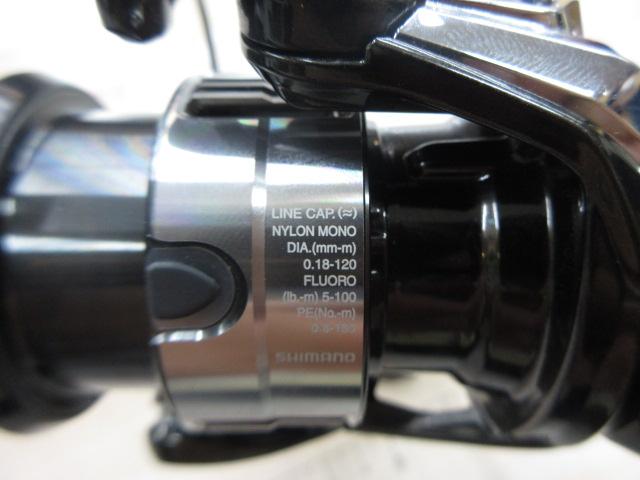 LINE CAP. (≈)
NYLON MONO
DIA.(mm-m)
0.18-120
FLUORO
(lb.-m) 5-100
PE(No.-m)
SHIMANO